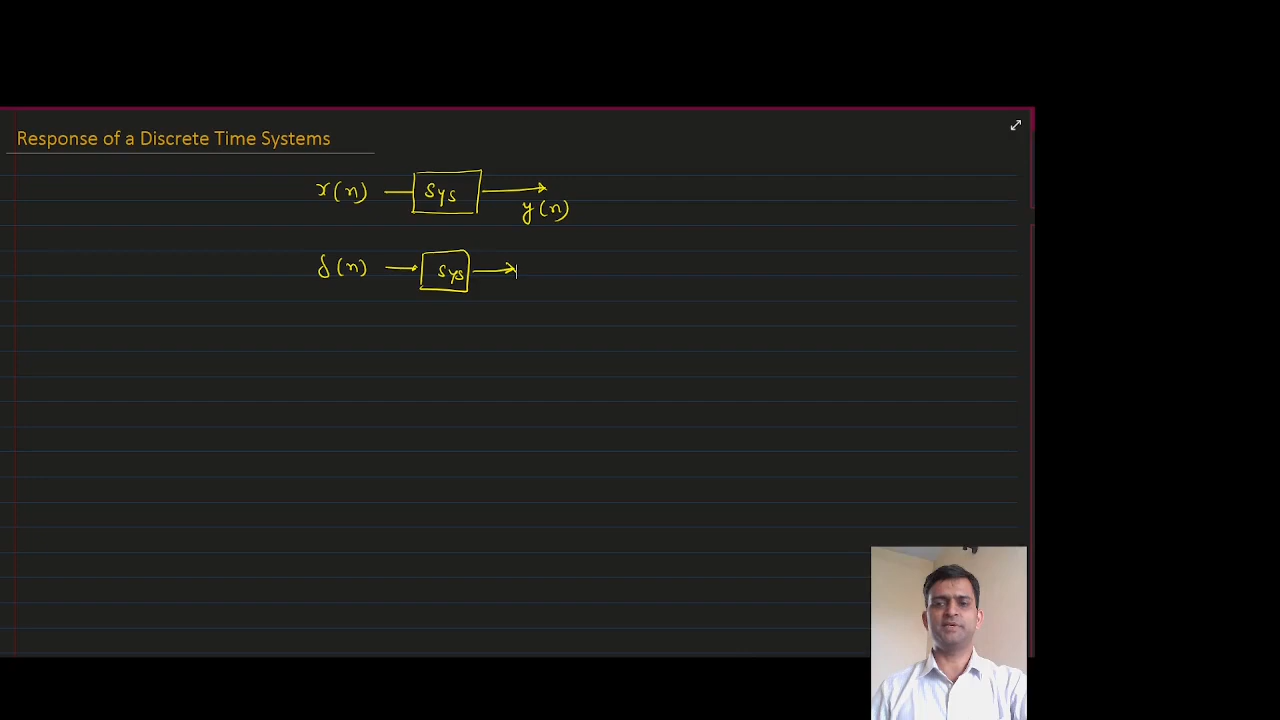 Response of a Discrete Time Systems
x(n) Sys y(n)
δ(n) Sys